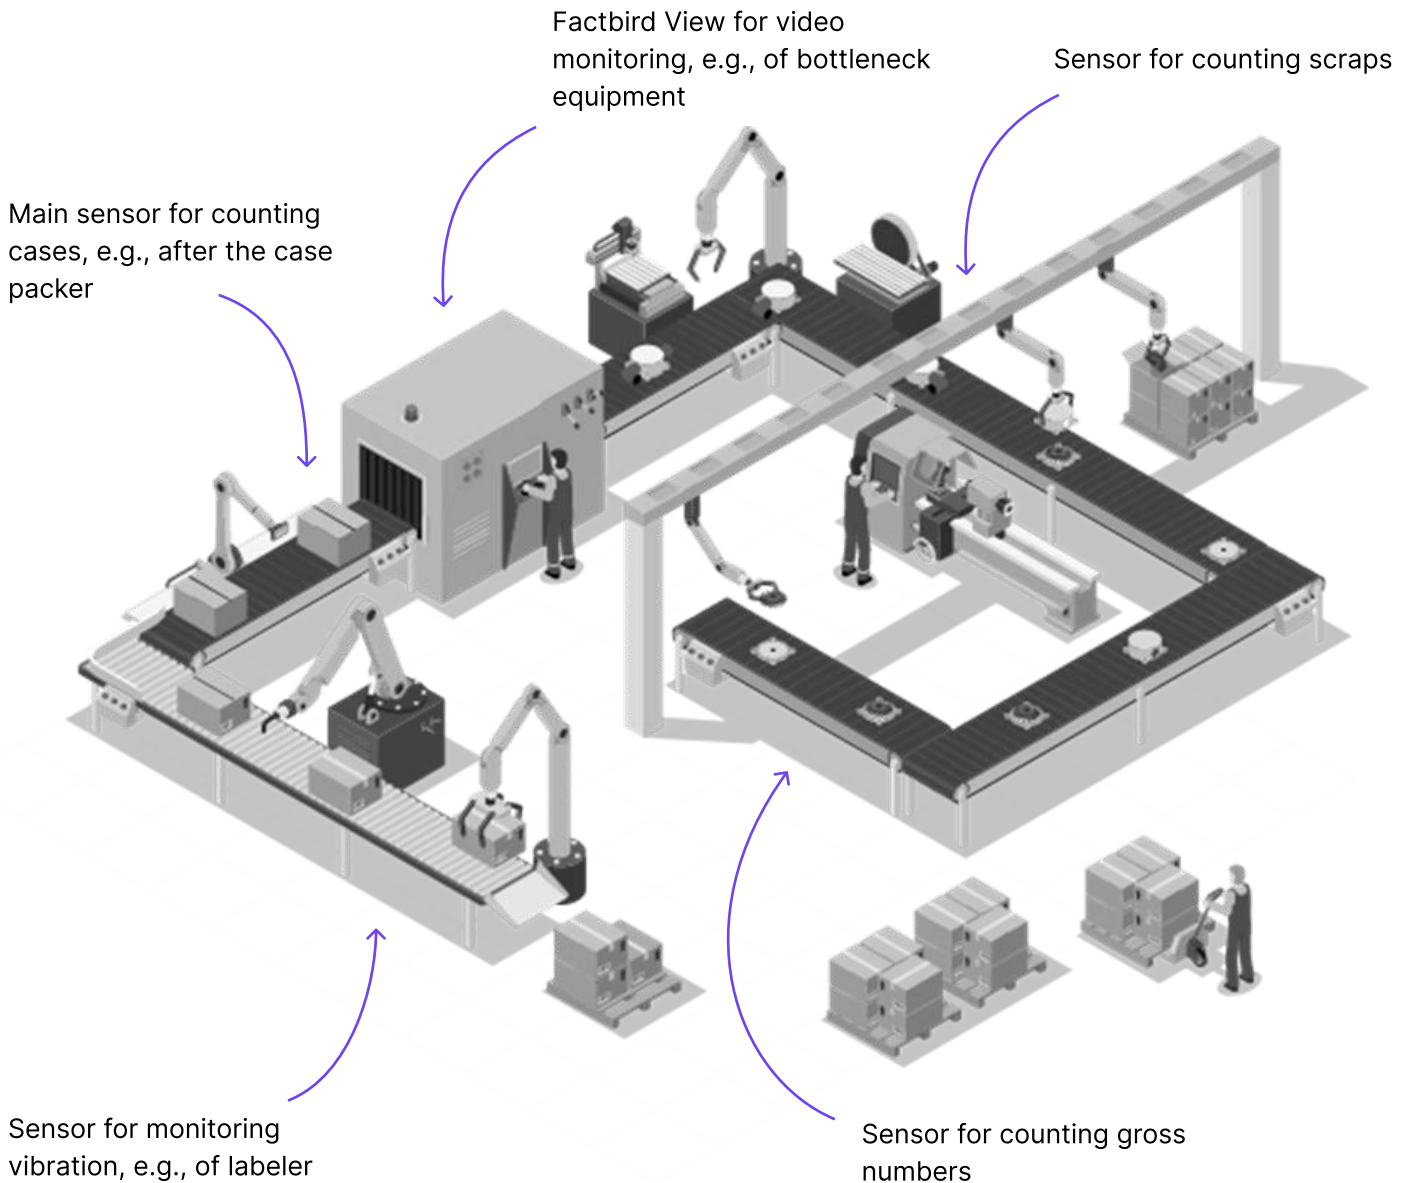 Factbird View for video
monitoring, e.g., of bottleneck
equipment
Sensor for counting scraps
Main sensor for counting
cases, e.g., after the case
packer
Sensor for monitoring
vibration, e.g., of labeler
Sensor for counting gross
numbers